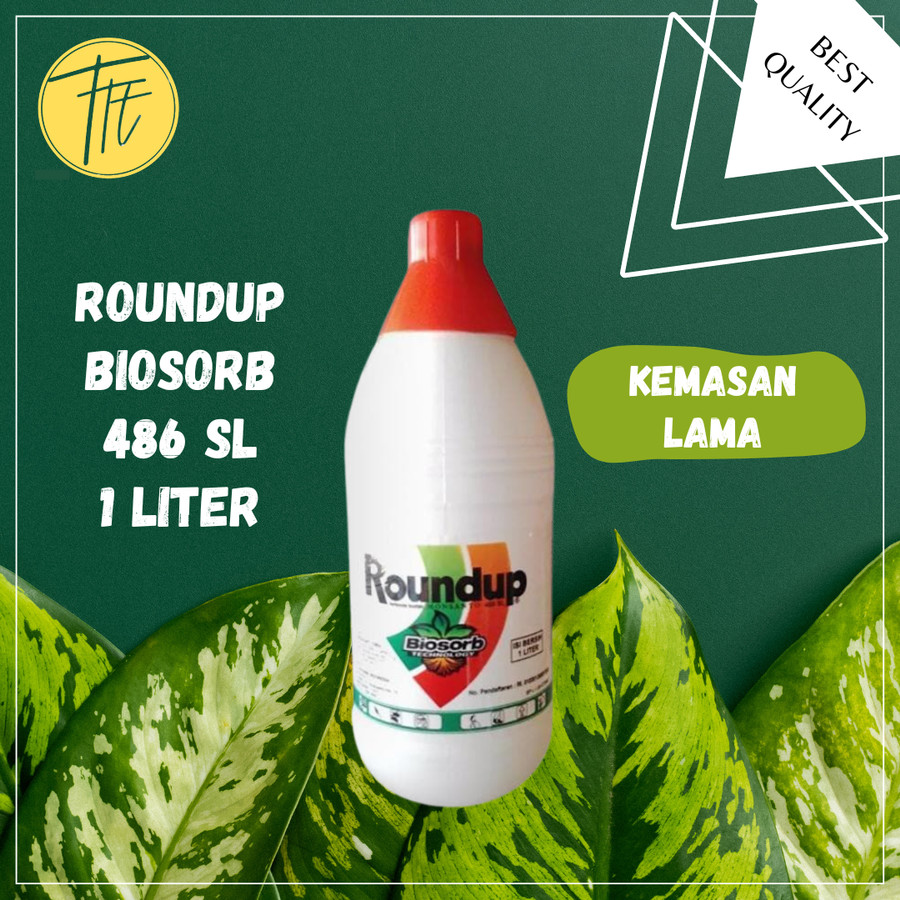 BEST
QUALITY
ROUNDUP
BIOSORB
486 SL
1 LITER
KEMASAN
LAMA
Roundup
MONSANTO
Biosorb
TECHNOLOGY
ISI BERSIH
1 LITER
No. Pendaftaran